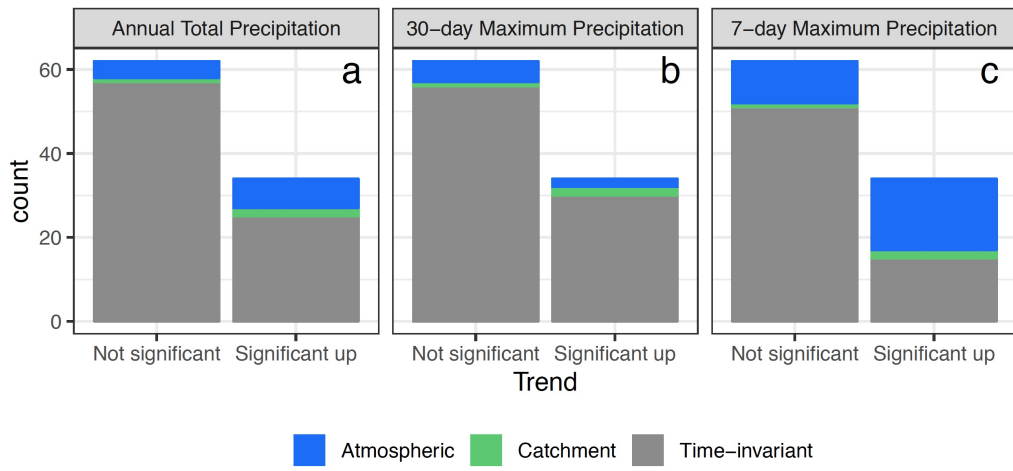 Annual Total Precipitation
30−day Maximum Precipitation
7−day Maximum Precipitation
a
b
c
60
40
20
0
count
Not significant Significant up
Not significant Significant up
Not significant Significant up
Trend
Atmospheric Catchment Time−invariant